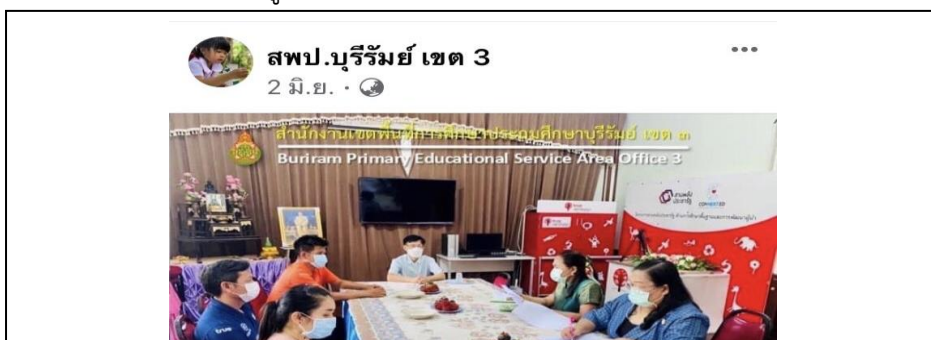 สพป.บุรีรัมย์ เขต 3
2 มิ.ย. ·
สำนักงานเขตพื้นที่การศึกษาประถมศึกษาบุรีรัมย์ เขต ๓
Buriram Primary Educational Service Area Office 3
CONNEXT ED
true